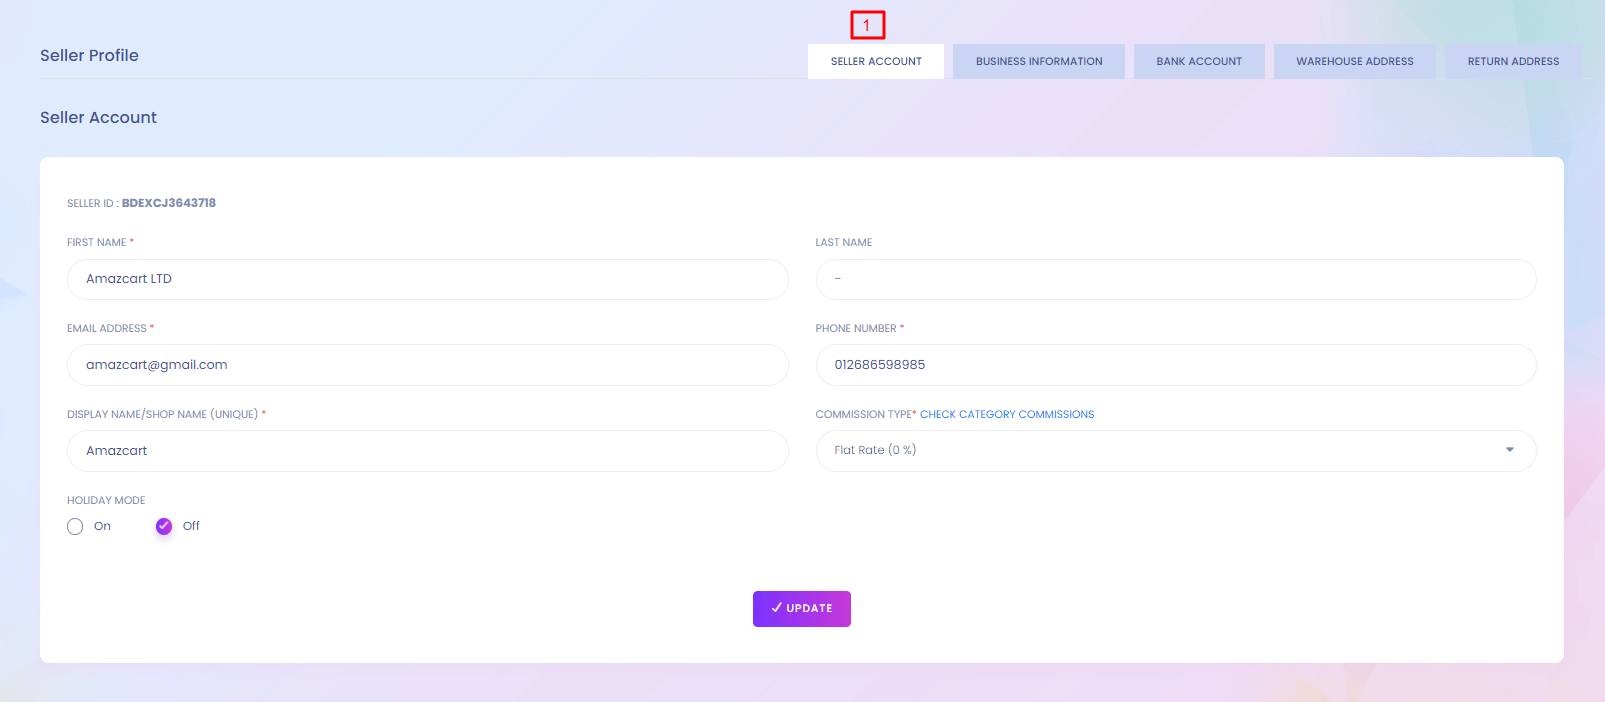 1
Seller Profile
SELLER ACCOUNT
BUSINESS INFORMATION
BANK ACCOUNT
WAREHOUSE ADDRESS
RETURN ADDRESS
Seller Account
SELLER ID : BDEXCJ3643718
FIRST NAME *
LAST NAME
Amazcart LTD
-
EMAIL ADDRESS *
PHONE NUMBER *
amazcart@gmail.com
012686598985
DISPLAY NAME/SHOP NAME (UNIQUE) *
COMMISSION TYPE* CHECK CATEGORY COMMISSIONS
Amazcart
Flat Rate (0 %)
HOLIDAY MODE
On
Off
UPDATE